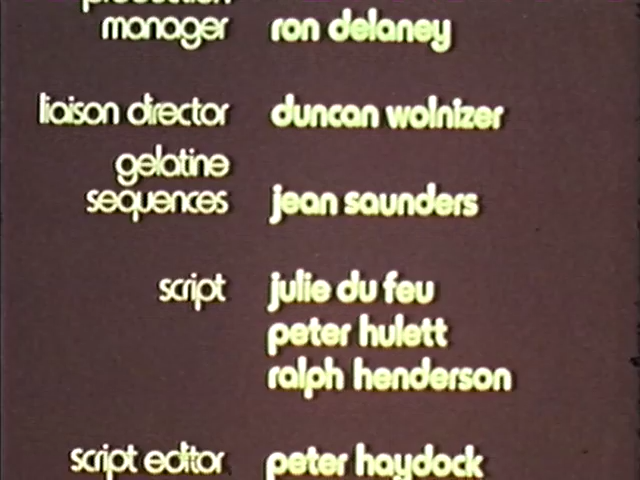 production
manager ron delaney
liaison director duncan wolnizer
gelatine
sequences jean saunders
script julie du feu
peter hulett
ralph henderson
script editor peter haydock